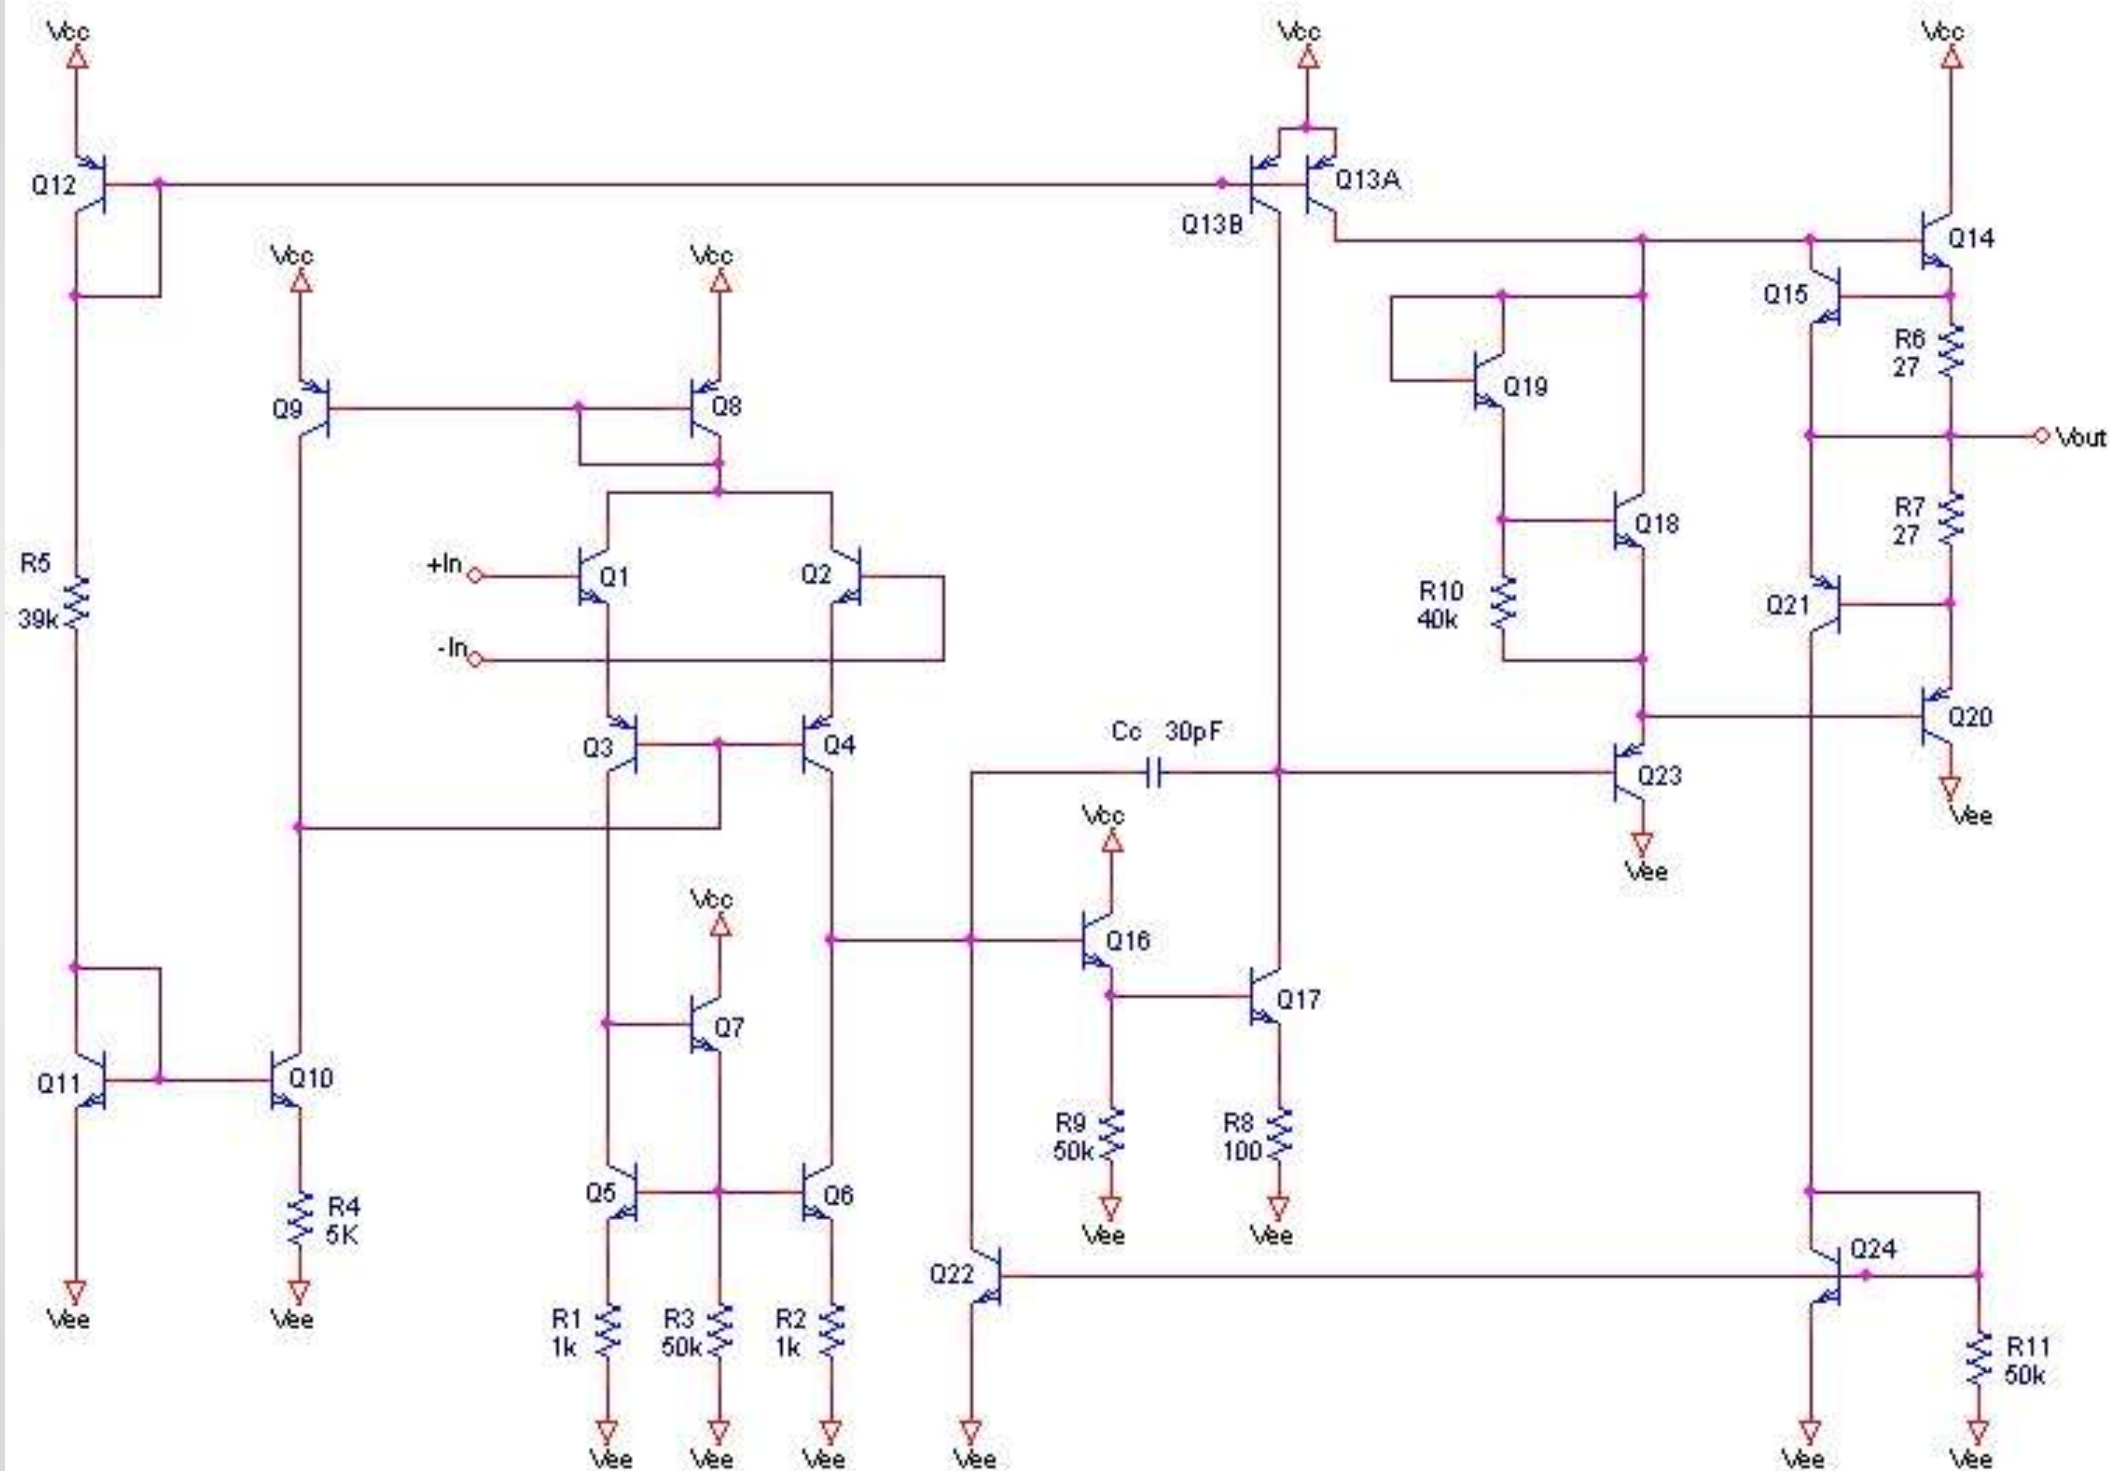 Vcc
Vcc
Vcc
Q12
Q13A
Q13B
Q14
Vcc
Vcc
Q15
R6
27
Q9
Q8
Q19
Vout
+In
Q1
Q2
Q18
R7
27
R5
39k
R10
40k
Q21
-In
Cc 30pF
Q3
Q4
Q23
Q20
Vcc
Vee
Vee
Vcc
Q16
Q7
Q17
Q11
Q10
R9
50k
R8
100
Q5
Q6
R4
5K
Vee
Vee
Q24
Q22
Vee
Vee
R1
1k
R3
50k
R2
1k
R11
50k
Vee
Vee
Vee
Vee
Vee
Vee